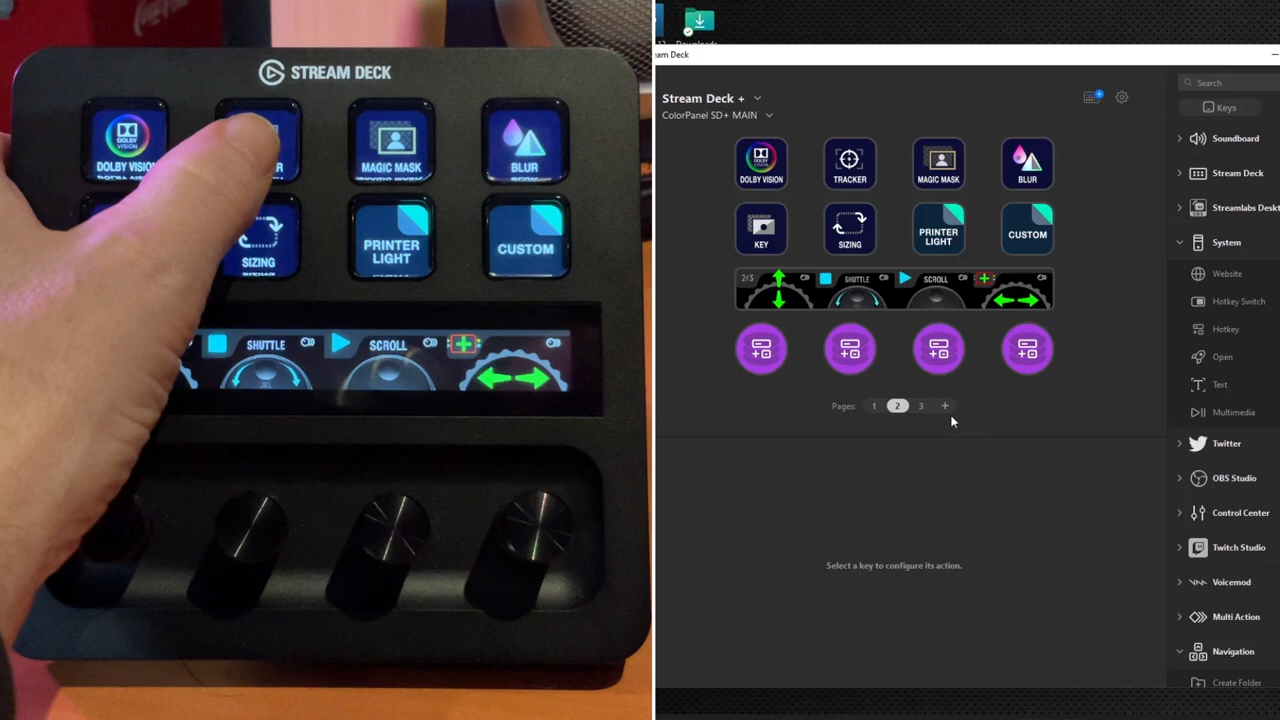 STREAM DECK
DOLBY VISION
MAGIC MASK
BLUR
SIZING
PRINTER
LIGHT
CUSTOM
SHUTTLE
SCROLL
Downloads
am Deck
Stream Deck +
ColorPanel SD+ MAIN
DOLBY VISION
TRACKER
MAGIC MASK
BLUR
KEY
SIZING
PRINTER
LIGHT
CUSTOM
2/3
SHUTTLE
SCROLL
Pages: 1 2 3 +
Select a key to configure its action.
Search
Keys
Soundboard
Stream Deck
Streamlabs Deskt
System
Website
Hotkey Switch
Hotkey
Open
Text
Multimedia
Twitter
OBS Studio
Control Center
Twitch Studio
Voicemod
Multi Action
Navigation
Create Folder